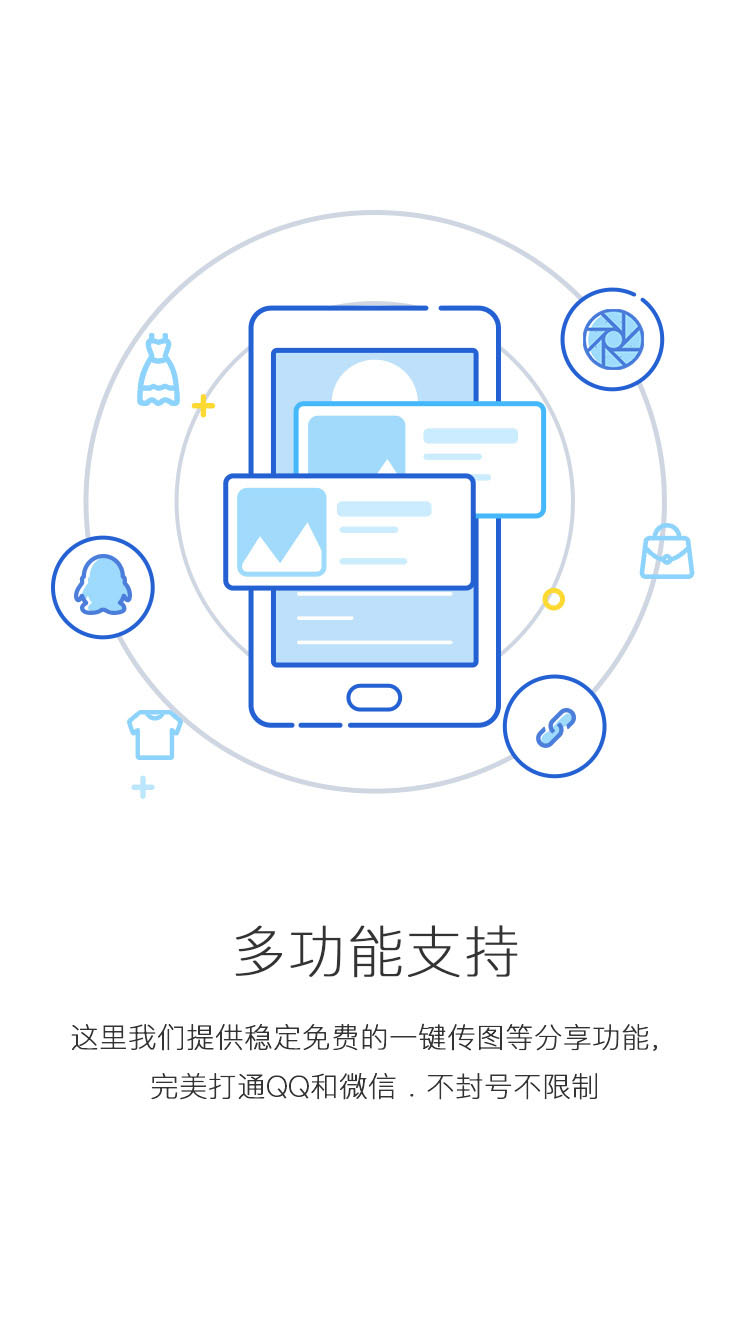 多功能支持
这里我们提供稳定免费的一键传图等分享功能,
完美打通QQ和微信．不封号不限制